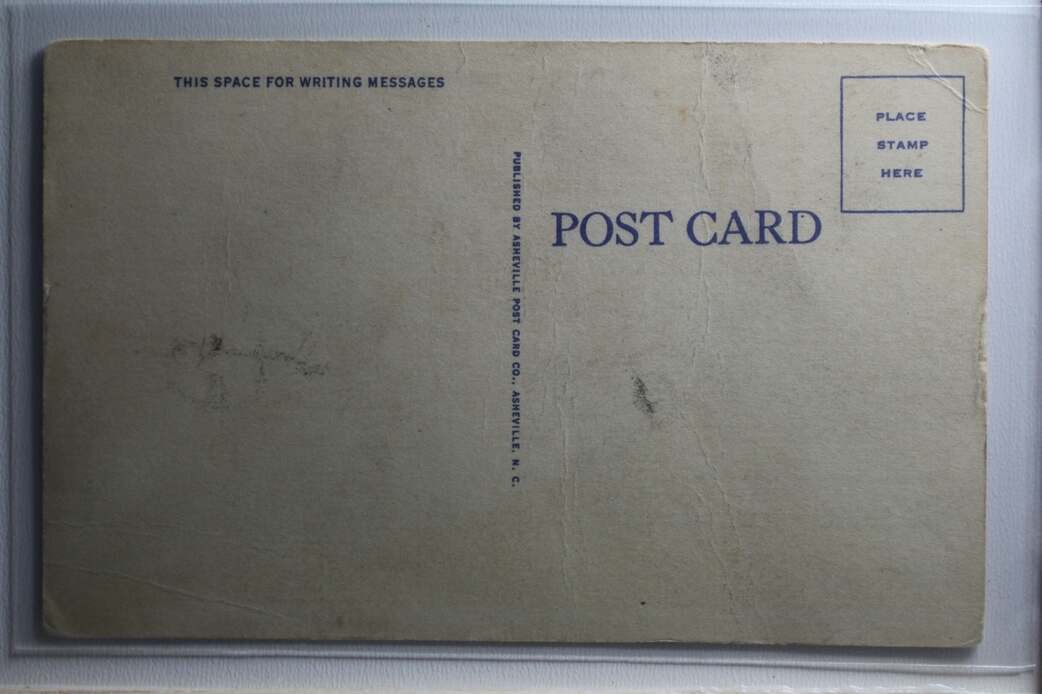 THIS SPACE FOR WRITING MESSAGES
PUBLISHED BY ASHEVILLE POST CARD CO., ASHEVILLE, N. C.
POST CARD
PLACE
STAMP
HERE